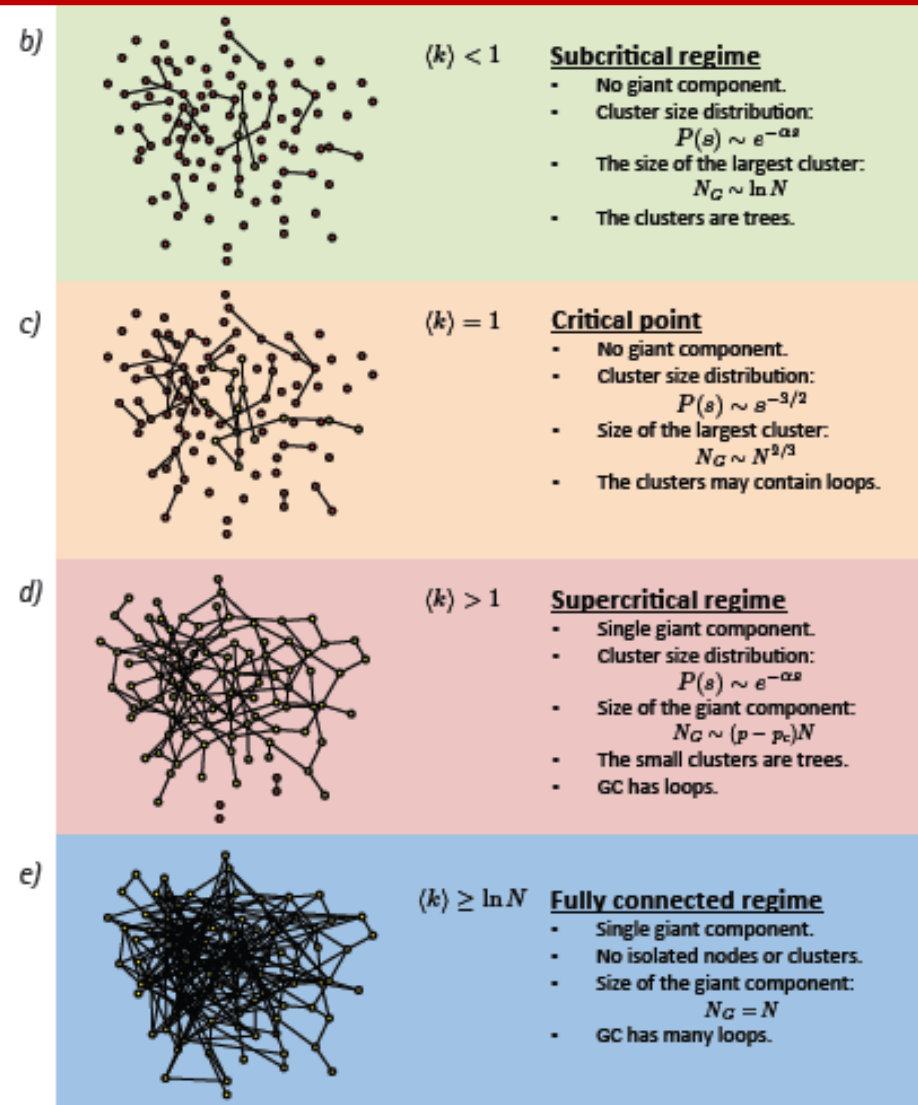 b)
⟨k⟩ < 1
Subcritical regime
- No giant component.
- Cluster size distribution:
P(s) ∼ e^{−αs}
- The size of the largest cluster:
N_G ∼ ln N
- The clusters are trees.
c)
⟨k⟩ = 1
Critical point
- No giant component.
- Cluster size distribution:
P(s) ∼ s^{−3/2}
- Size of the largest cluster:
N_G ∼ N^{2/3}
- The clusters may contain loops.
d)
⟨k⟩ > 1
Supercritical regime
- Single giant component.
- Cluster size distribution:
P(s) ∼ e^{−αs}
- Size of the giant component:
N_G ∼ (p − p_c)N
- The small clusters are trees.
- GC has loops.
e)
⟨k⟩ ≥ ln N
Fully connected regime
- Single giant component.
- No isolated nodes or clusters.
- Size of the giant component:
N_G = N
- GC has many loops.